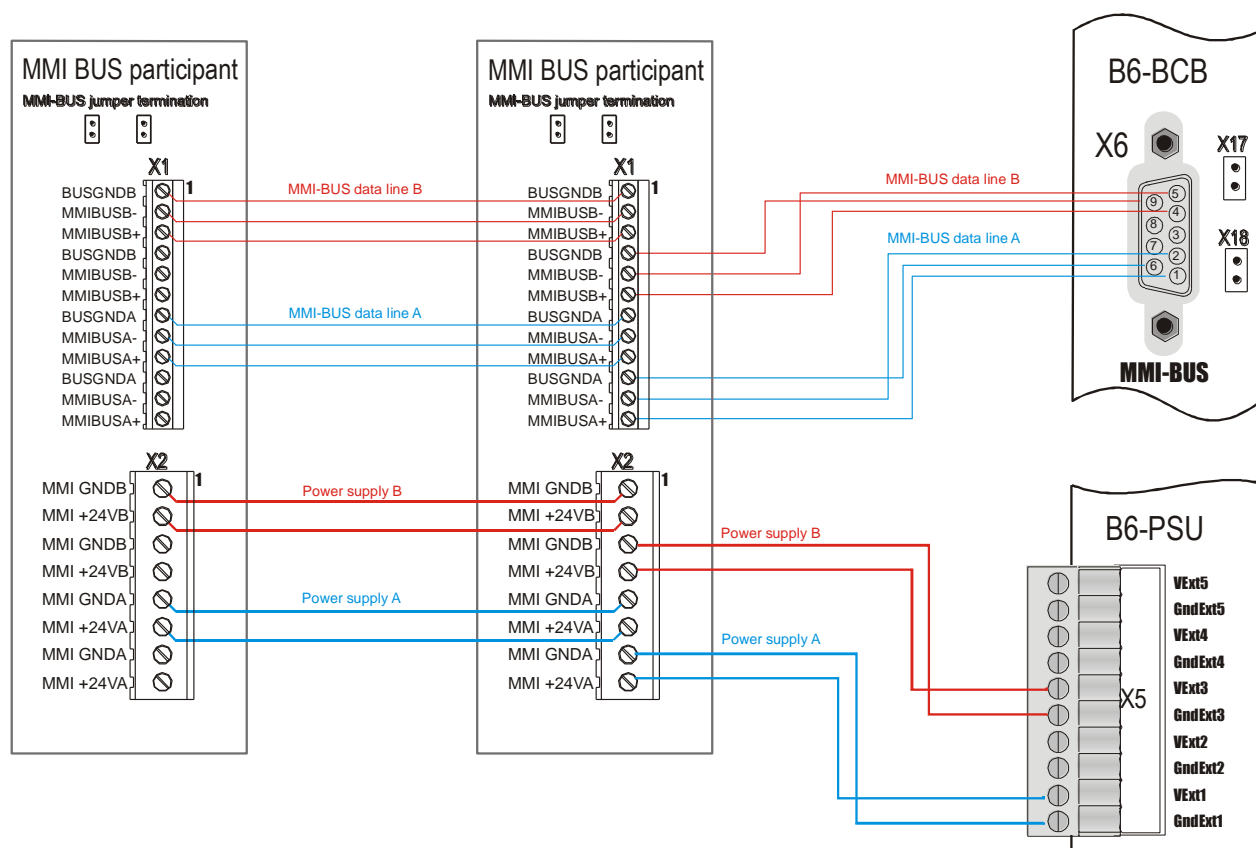 MMI BUS participant
MMI-BUS jumper termination
X1
1
BUSGNDB
MMIBUSB-
MMIBUSB+
BUSGNDB
MMIBUSB-
MMIBUSB+
BUSGNDA
MMIBUSA-
MMIBUSA+
BUSGNDA
MMIBUSA-
MMIBUSA+
X2
1
MMI GNDB
MMI +24VB
MMI GNDB
MMI +24VB
MMI GNDA
MMI +24VA
MMI GNDA
MMI +24VA
MMI-BUS data line B
MMI-BUS data line A
Power supply B
Power supply A
MMI BUS participant
MMI-BUS jumper termination
X1
1
BUSGNDB
MMIBUSB-
MMIBUSB+
BUSGNDB
MMIBUSB-
MMIBUSB+
BUSGNDA
MMIBUSA-
MMIBUSA+
BUSGNDA
MMIBUSA-
MMIBUSA+
X2
1
MMI GNDB
MMI +24VB
MMI GNDB
MMI +24VB
MMI GNDA
MMI +24VA
MMI GNDA
MMI +24VA
MMI-BUS data line B
MMI-BUS data line A
Power supply B
Power supply A
B6-BCB
X6
X17
X18
5
9
4
8
3
7
2
6
1
MMI-BUS
B6-PSU
X5
VExt5
GndExt5
VExt4
GndExt4
VExt3
GndExt3
VExt2
GndExt2
VExt1
GndExt1